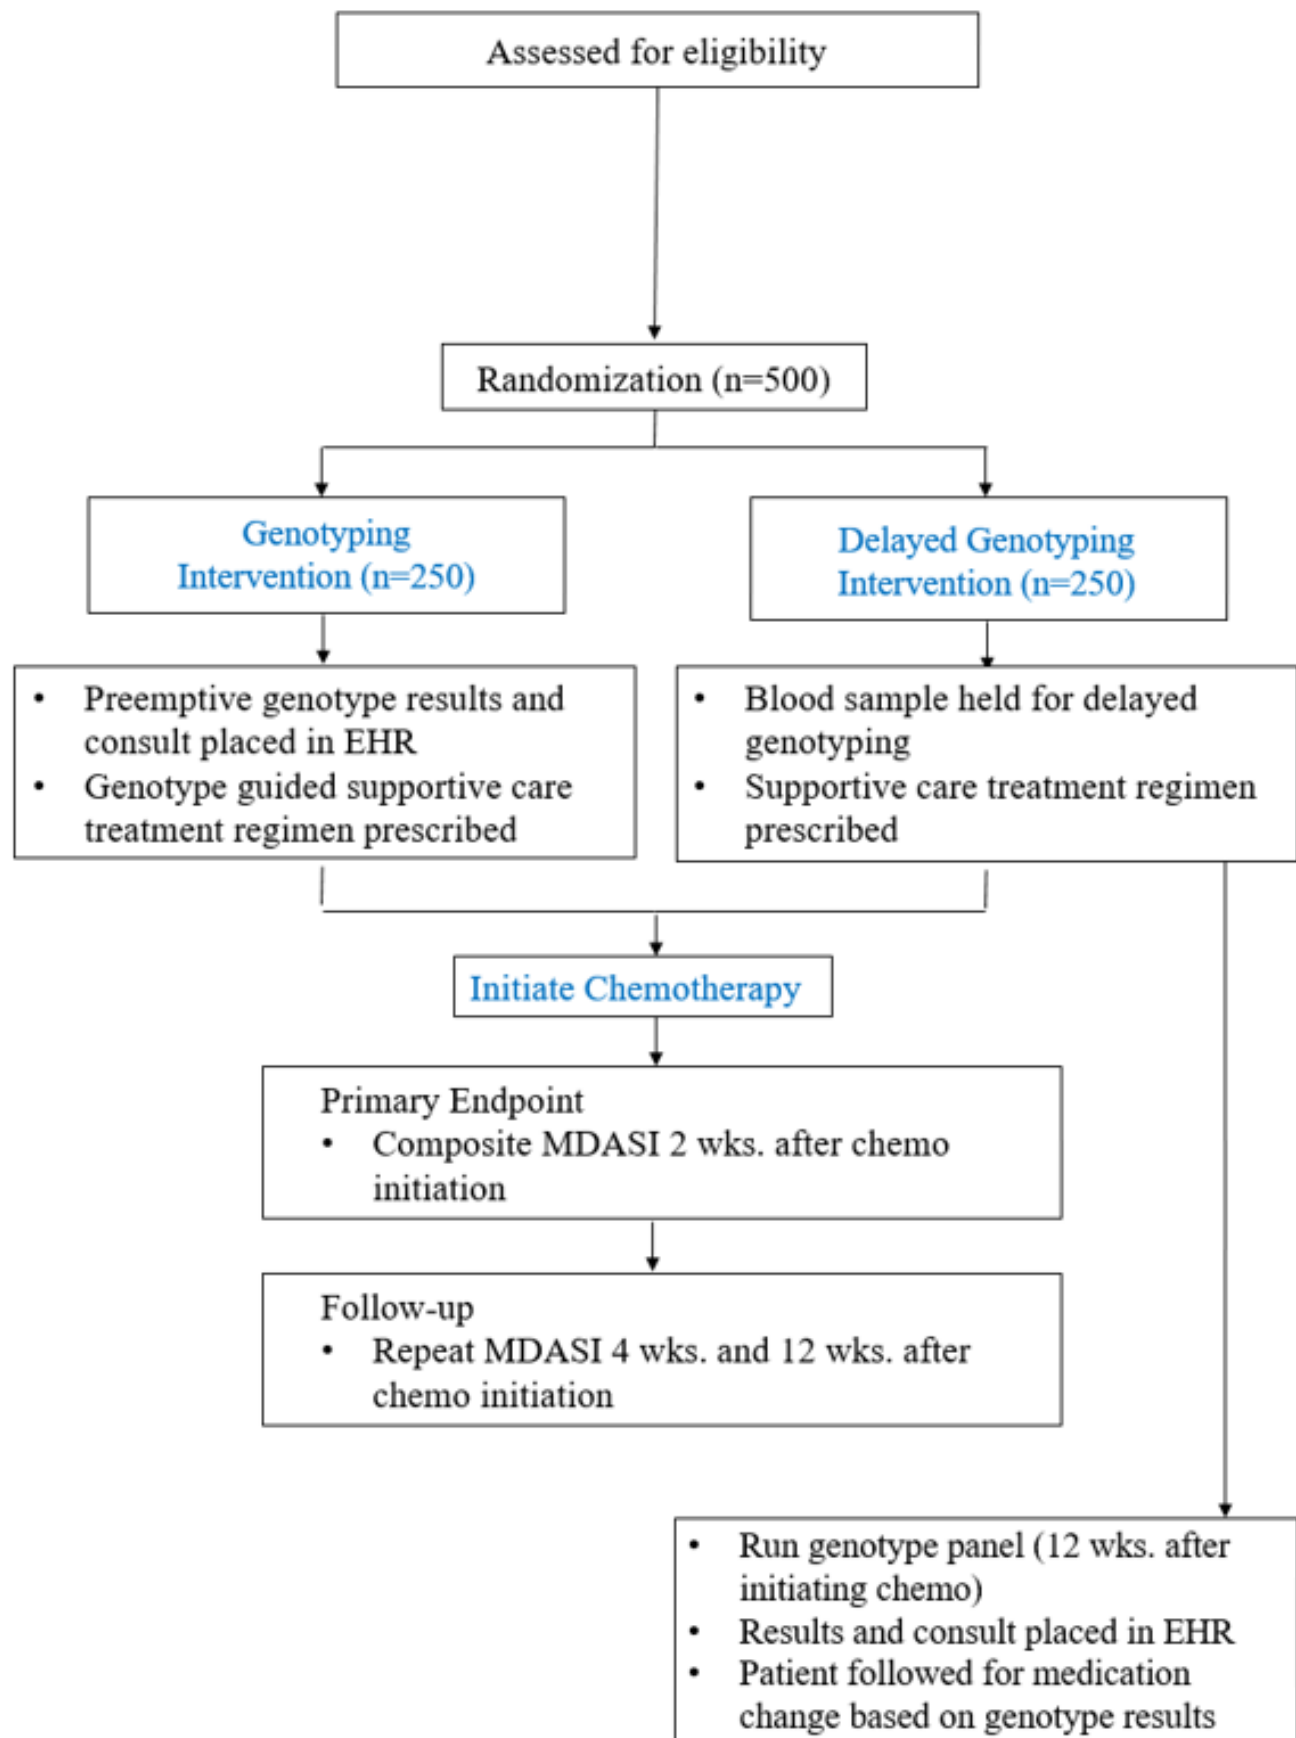 Assessed for eligibility
Randomization (n=500)
Genotyping
Intervention (n=250)
Delayed Genotyping
Intervention (n=250)
• Preemptive genotype results and
consult placed in EHR
• Genotype guided supportive care
treatment regimen prescribed
• Blood sample held for delayed
genotyping
• Supportive care treatment regimen
prescribed
Initiate Chemotherapy
Primary Endpoint
• Composite MDASI 2 wks. after chemo
initiation
Follow-up
• Repeat MDASI 4 wks. and 12 wks. after
chemo initiation
• Run genotype panel (12 wks. after
initiating chemo)
• Results and consult placed in EHR
• Patient followed for medication
change based on genotype results